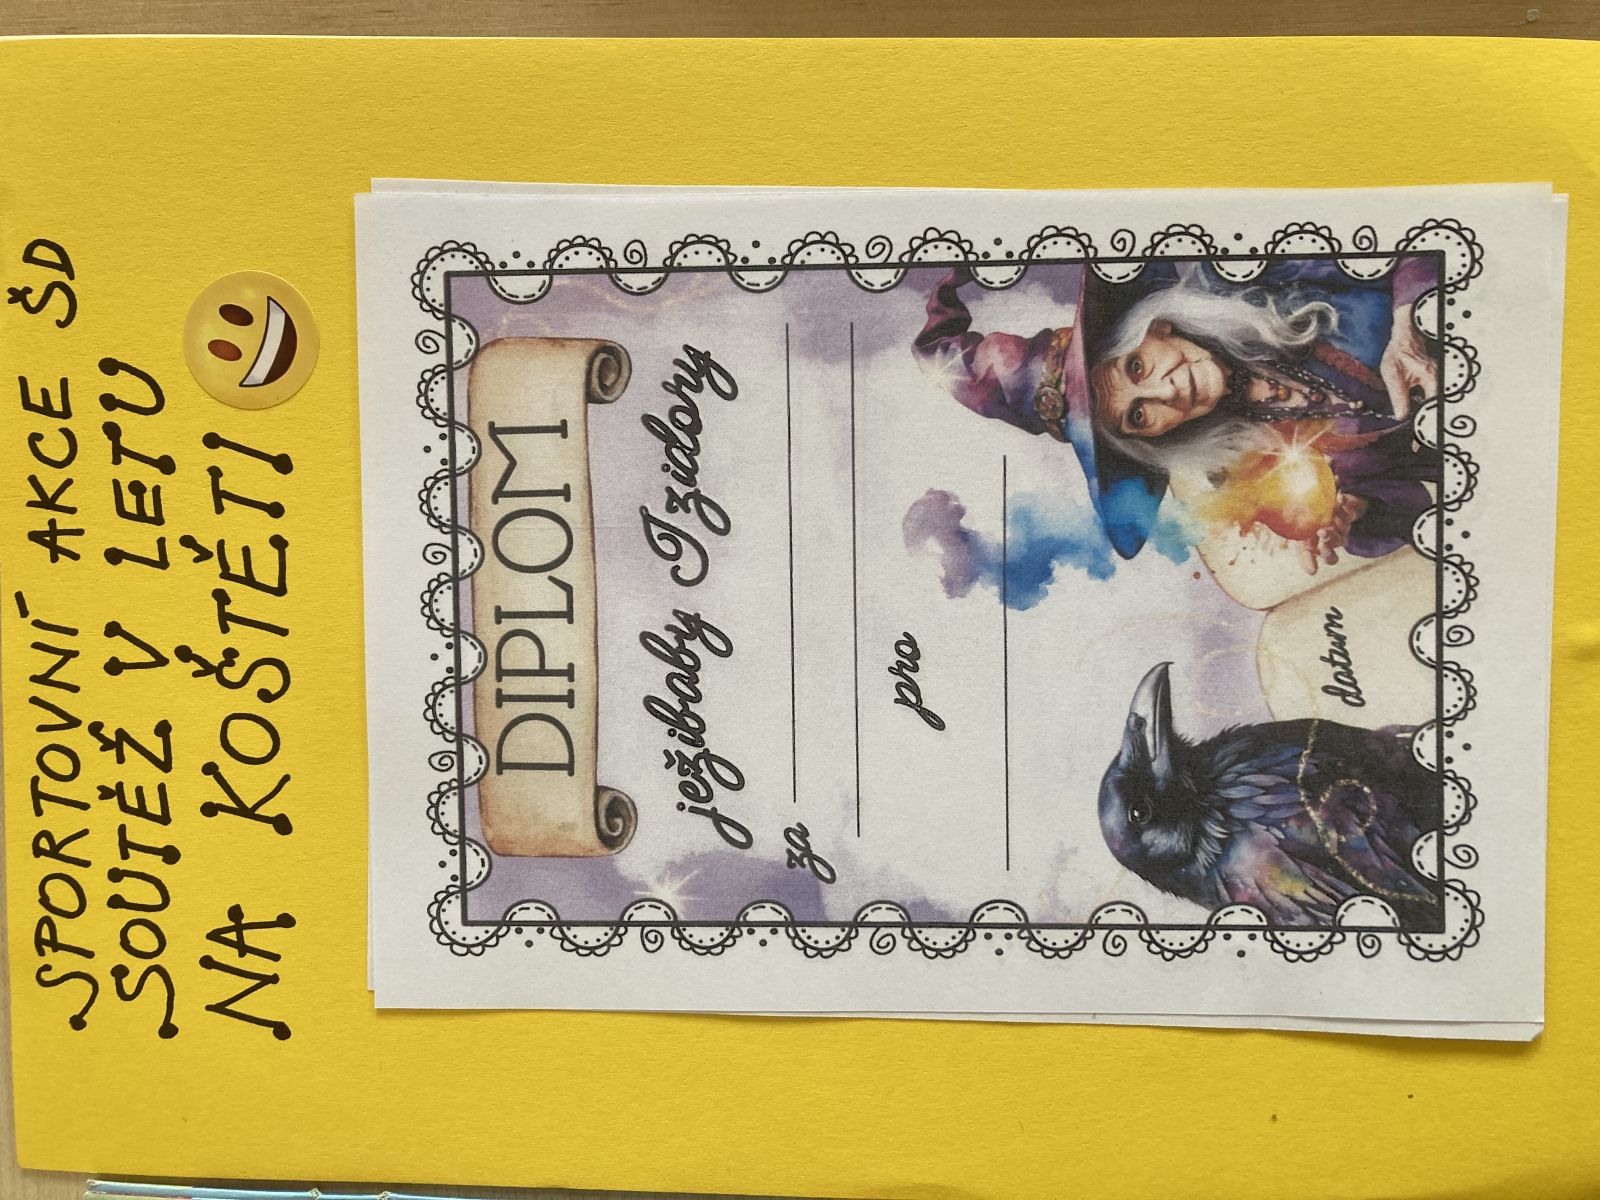 SPORTOVNÍ AKCE ŠD
SOUTĚŽ V LETU
NA KOŠTĚTI
DIPLOM
ježibaby Izidory
za
pro
datum